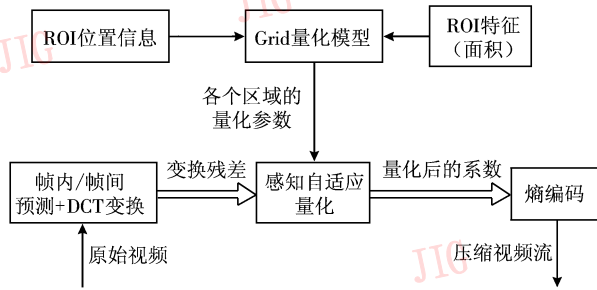 JIG
JIG
ROI位置信息
Grid量化模型
ROI特征
（面积）
各个区域的
量化参数
帧内/帧间
预测+DCT变换
变换残差
感知自适应
量化
量化后的系数
熵编码
原始视频
JIG
压缩视频流